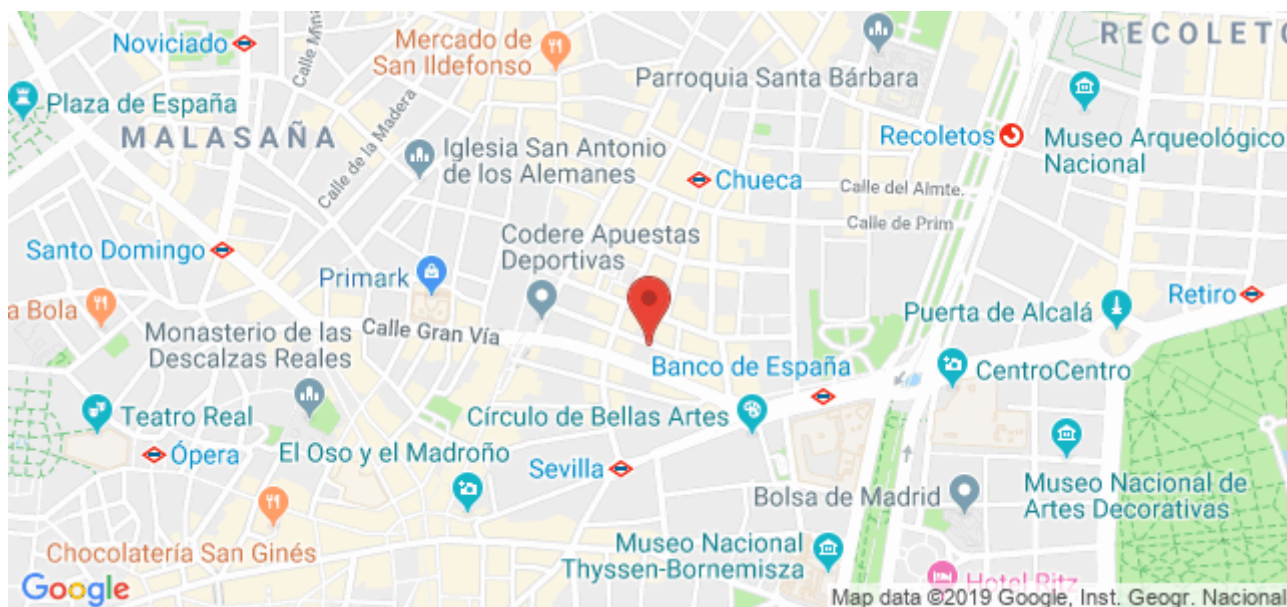 RECOLETO
Noviciado
Calle Mina
Mercado de
San Ildefonso
Parroquia Santa Bárbara
Plaza de España
MALASAÑA
Calle de la Madera
Iglesia San Antonio
de los Alemanes
Recoletos
Museo Arqueológico
Nacional
Chueca
Calle del Almte.
Calle de Prim
Santo Domingo
Codere Apuestas
Deportivas
Primark
a Bola
Retiro
Puerta de Alcalá
Monasterio de las
Descalzas Reales
Calle Gran Vía
Banco de España
CentroCentro
Teatro Real
Círculo de Bellas Artes
Ópera
El Oso y el Madroño
Sevilla
Bolsa de Madrid
Museo Nacional de
Artes Decorativas
Chocolatería San Ginés
Museo Nacional
Thyssen-Bornemisza
Hotel Ritz
Google
Map data ©2019 Google, Inst. Geogr. Nacional